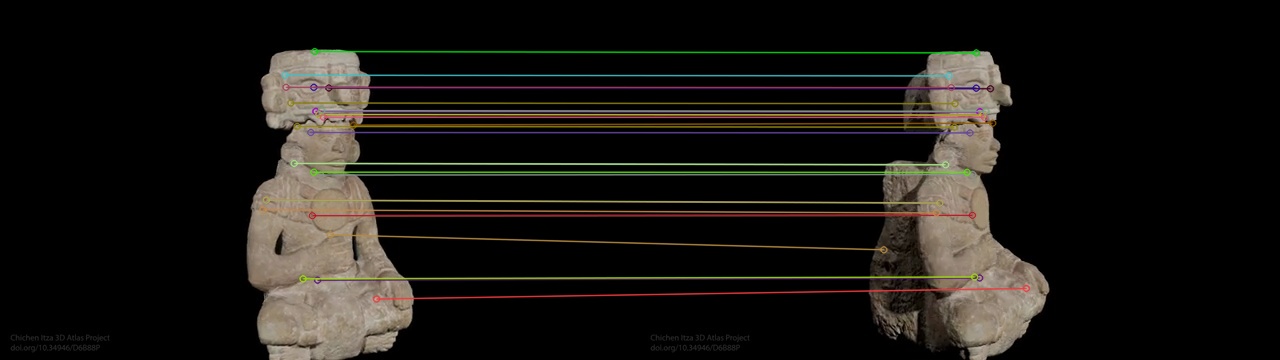 Chichen Itza 3D Atlas Project
doi.org/10.34946/D6B88P
Chichen Itza 3D Atlas Project
doi.org/10.34946/D6B88P